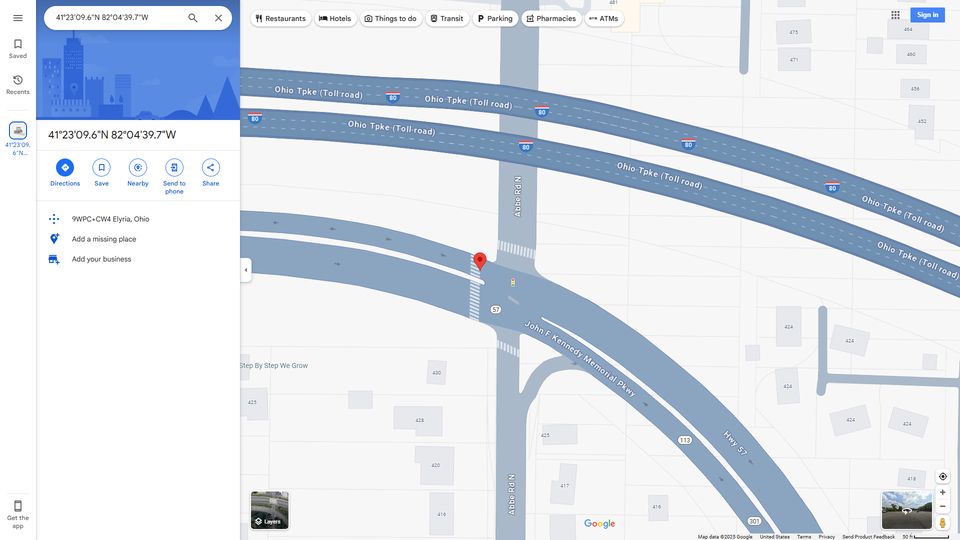 41°23'09.6"N 82°04'39.7"W
Restaurants
Hotels
Things to do
Transit
Parking
Pharmacies
ATMs
Sign in
Saved
Recents
41°23'09.
6"N...
41°23'09.6"N 82°04'39.7"W
Directions
Save
Nearby
Send to
phone
Share
9WPC+CW4 Elyria, Ohio
Add a missing place
Add your business
Get the
app
481
475
471
464
460
456
452
Ohio Tpke (Toll road)
80
Ohio Tpke (Toll road)
80
80
80
Ohio Tpke (Toll road)
80
Ohio Tpke (Toll road)
80
Ohio Tpke (Toll road)
Ohio Tpke (Toll road)
Abbe Rd N
57
John F Kennedy Memorial Pkwy
Hwy 57
113
301
Abbe Rd N
Step By Step We Grow
430
425
428
420
416
425
417
416
424
424
424
424
424
418
Layers
Google
Map data ©2025 Google
United States
Terms
Privacy
Send Product Feedback
50 ft